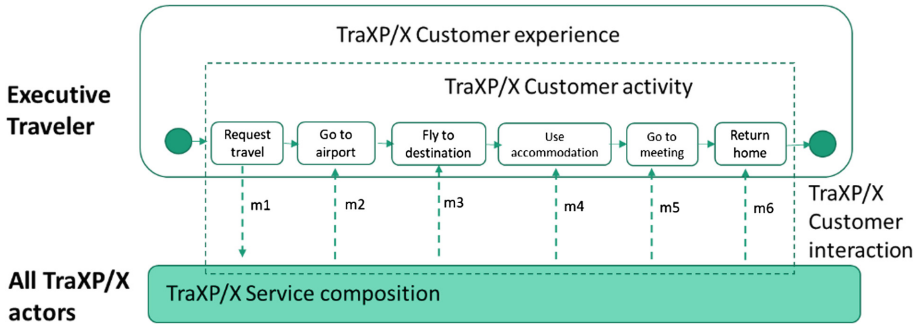 TraXP/X Customer experience
TraXP/X Customer activity
Executive
Traveler
Request
travel
Go to
airport
Fly to
destination
Use
accommodation
Go to
meeting
Return
home
m1
m2
m3
m4
m5
m6
TraXP/X
Customer
interaction
All TraXP/X
actors
TraXP/X Service composition